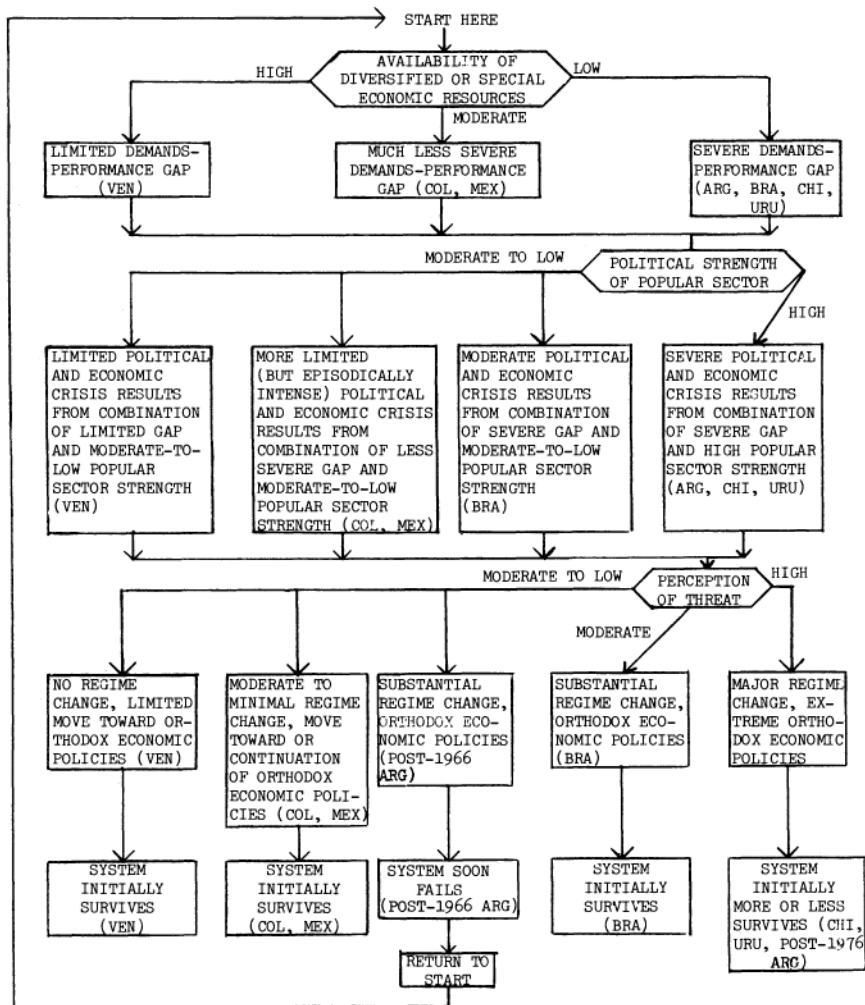 START HERE
AVAILABILITY OF
DIVERSIFIED OR SPECIAL
ECONOMIC RESOURCES
HIGH
LOW
MODERATE
LIMITED DEMANDS-
PERFORMANCE GAP
(VEN)
MUCH LESS SEVERE
DEMANDS-PERFORMANCE
GAP (COL, MEX)
SEVERE DEMANDS-
PERFORMANCE GAP
(ARG, BRA, CHI,
URU)
MODERATE TO LOW
POLITICAL STRENGTH
OF POPULAR SECTOR
HIGH
LIMITED POLITICAL
AND ECONOMIC
CRISIS RESULTS
FROM COMBINATION
OF LIMITED GAP
AND MODERATE-TO-
LOW POPULAR
SECTOR STRENGTH
(VEN)
MORE LIMITED
(BUT EPISODICALLY
INTENSE) POLITICAL
AND ECONOMIC CRISIS
RESULTS FROM
COMBINATION OF LESS
SEVERE GAP AND
MODERATE-TO-LOW
POPULAR SECTOR
STRENGTH (COL, MEX)
MODERATE POLITICAL
AND ECONOMIC
CRISIS RESULTS
FROM COMBINATION
OF SEVERE GAP AND
MODERATE-TO-LOW
POPULAR SECTOR
STRENGTH
(BRA)
SEVERE POLITICAL
AND ECONOMIC
CRISIS RESULTS
FROM COMBINATION
OF SEVERE GAP
AND HIGH POPULAR
SECTOR STRENGTH
(ARG, CHI, URU)
MODERATE TO LOW
PERCEPTION
OF THREAT
HIGH
MODERATE
NO REGIME
CHANGE, LIMITED
MOVE TOWARD OR-
THODOX ECONOMIC
POLICIES (VEN)
MODERATE TO
MINIMAL REGIME
CHANGE, MOVE
TOWARD OR
CONTINUATION
OF ORTHODOX
ECONOMIC POLI-
CIES (COL, MEX)
SUBSTANTIAL
REGIME CHANGE,
ORTHODOX ECO-
NOMIC POLICIES
(POST-1966
ARG)
SUBSTANTIAL
REGIME CHANGE,
ORTHODOX ECO-
NOMIC POLICIES
(BRA)
MAJOR REGIME
CHANGE, EX-
TREME ORTHO-
DOX ECONOMIC
POLICIES
SYSTEM
INITIALLY
SURVIVES
(VEN)
SYSTEM
INITIALLY
SURVIVES
(COL, MEX)
SYSTEM SOON
FAILS
(POST-1966 ARG)
SYSTEM
INITIALLY
SURVIVES
(BRA)
SYSTEM
INITIALLY
MORE OR LESS
SURVIVES (CHI,
URU, POST-1976
ARG)
RETURN TO
START